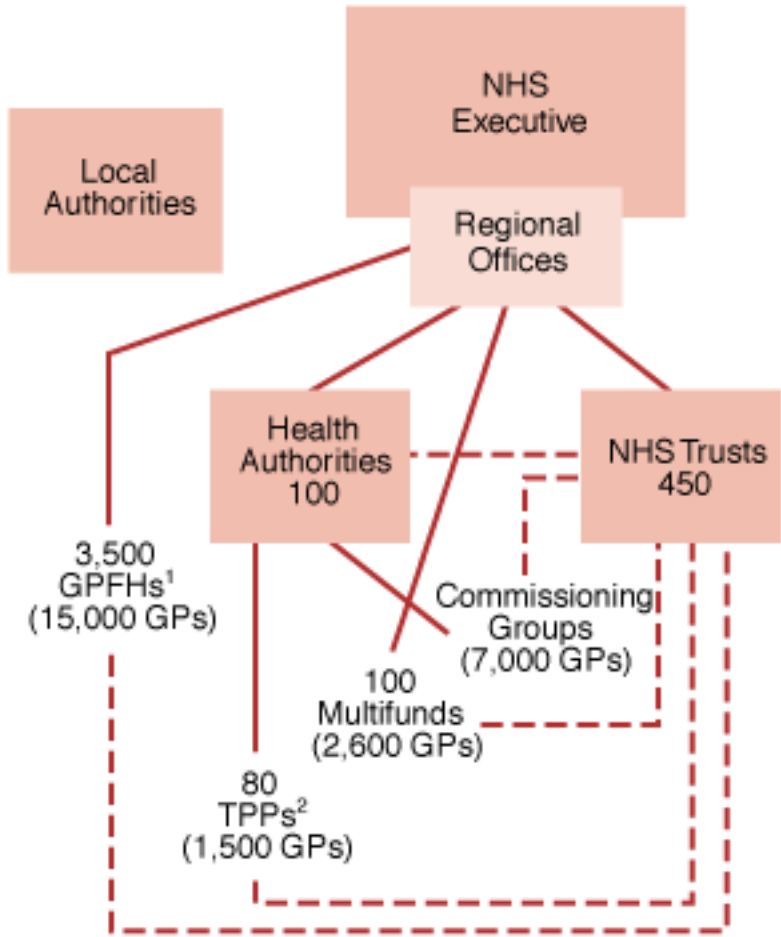 NHS
Executive
Local
Authorities
Regional
Offices
Health
Authorities
100
NHS Trusts
450
3,500
GPFHs¹
(15,000 GPs)
Commissioning
Groups
(7,000 GPs)
100
Multifunds
(2,600 GPs)
80
TPPs²
(1,500 GPs)